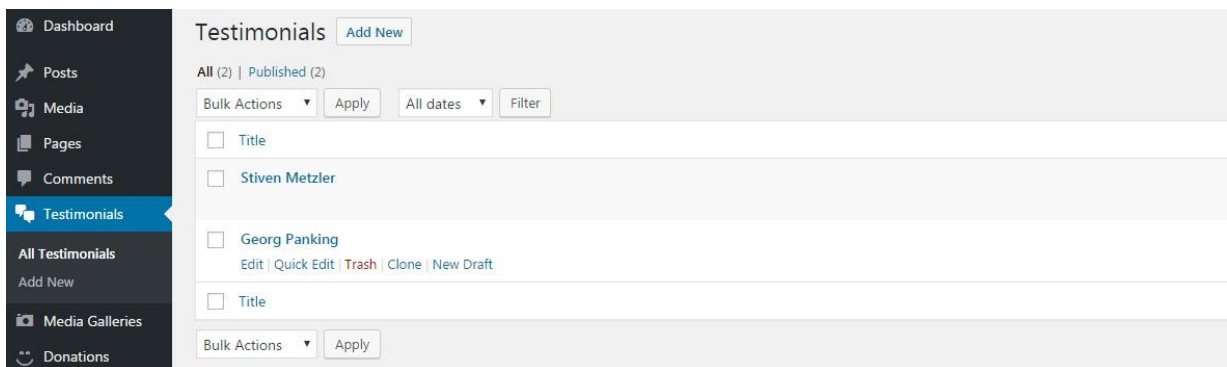 Dashboard
Posts
Media
Pages
Comments
Testimonials
All Testimonials
Add New
Media Galleries
Donations
Testimonials Add New
All (2) | Published (2)
Bulk Actions Apply All dates Filter
Title
Stiven Metzler
Georg Panking
Edit | Quick Edit | Trash | Clone | New Draft
Title
Bulk Actions Apply